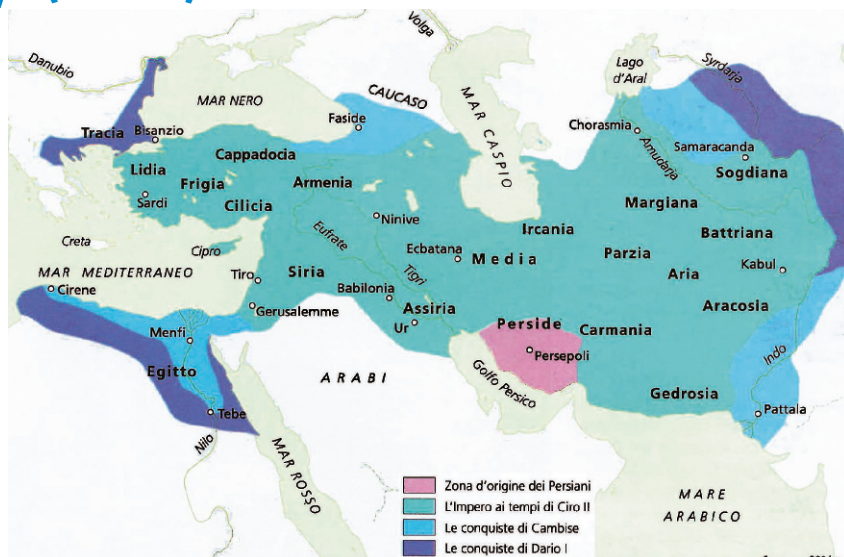 Danubio
Volga
MAR NERO
CAUCASO
Faside
MAR CASPIO
Lago
d'Aral
Syrdarja
Chorasmia
Amudarja
Samaracanda
Sogdiana
Tracia
Bisanzio
Lidia
Sardi
Frigia
Cappadocia
Cilicia
Armenia
Ninive
Margiana
Ircania
Battriana
Creta
Cipro
Eufrate
Ecbatana
Media
Parzia
Aria
Kabul
MAR MEDITERRANEO
Cirene
Tiro
Siria
Tigri
Babilonia
Assiria
Aracosia
Gerusalemme
Ur
Perside
Persepoli
Carmania
Indo
Menfi
Egitto
ARABI
Golfo Persico
Gedrosia
Pattala
Tebe
Nilo
MAR ROSSO
MARE
ARABICO
Zona d'origine dei Persiani
L'Impero ai tempi di Ciro II
Le conquiste di Cambise
Le conquiste di Dario I